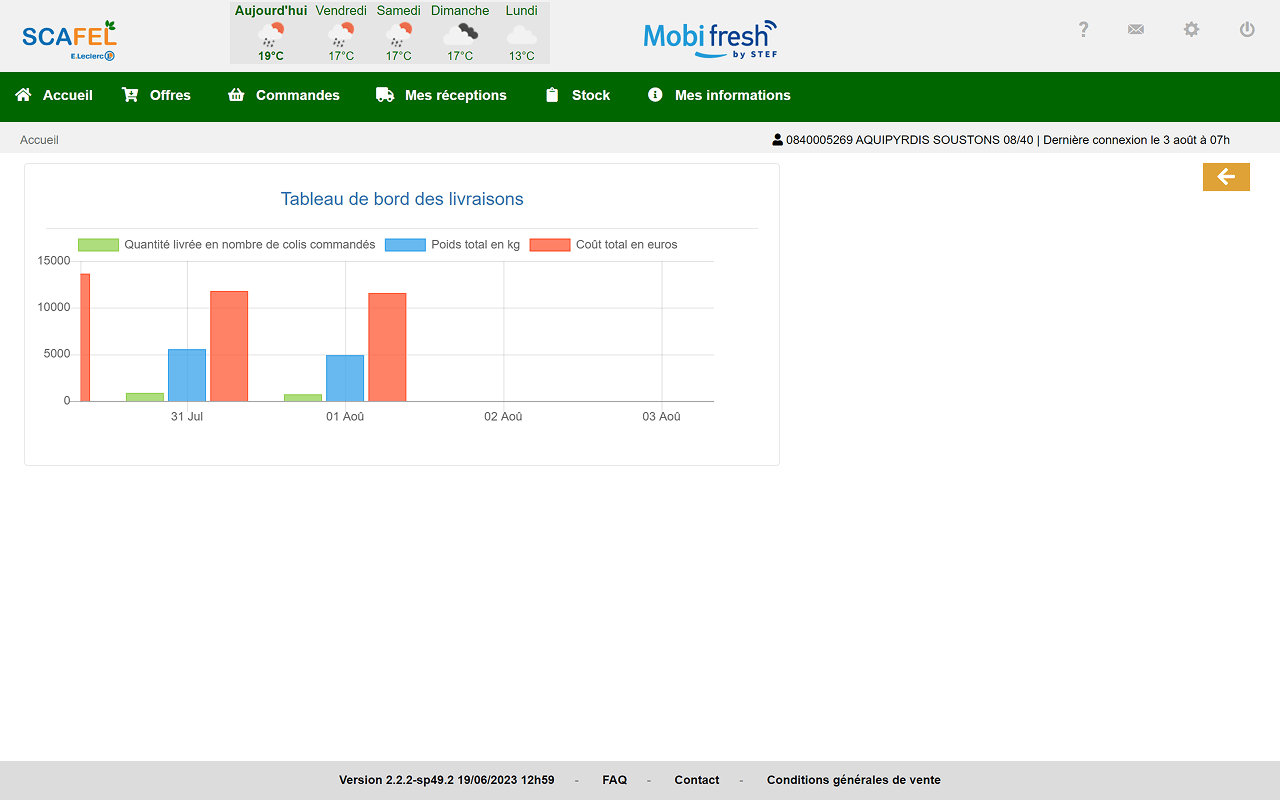 SCAFEL
E.Leclerc
Aujourd'hui Vendredi Samedi Dimanche Lundi
19°C 17°C 17°C 17°C 13°C
Mobifresh
by STEF
Accueil Offres Commandes Mes réceptions Stock Mes informations
Accueil
0840005269 AQUIPYRDIS SOUSTONS 08/40 | Dernière connexion le 3 août à 07h
Tableau de bord des livraisons
Quantité livrée en nombre de colis commandés Poids total en kg Coût total en euros
15000
10000
5000
0
31 Jul 01 Aoû 02 Aoû 03 Aoû
Version 2.2.2-sp49.2 19/06/2023 12h59 - FAQ - Contact - Conditions générales de vente